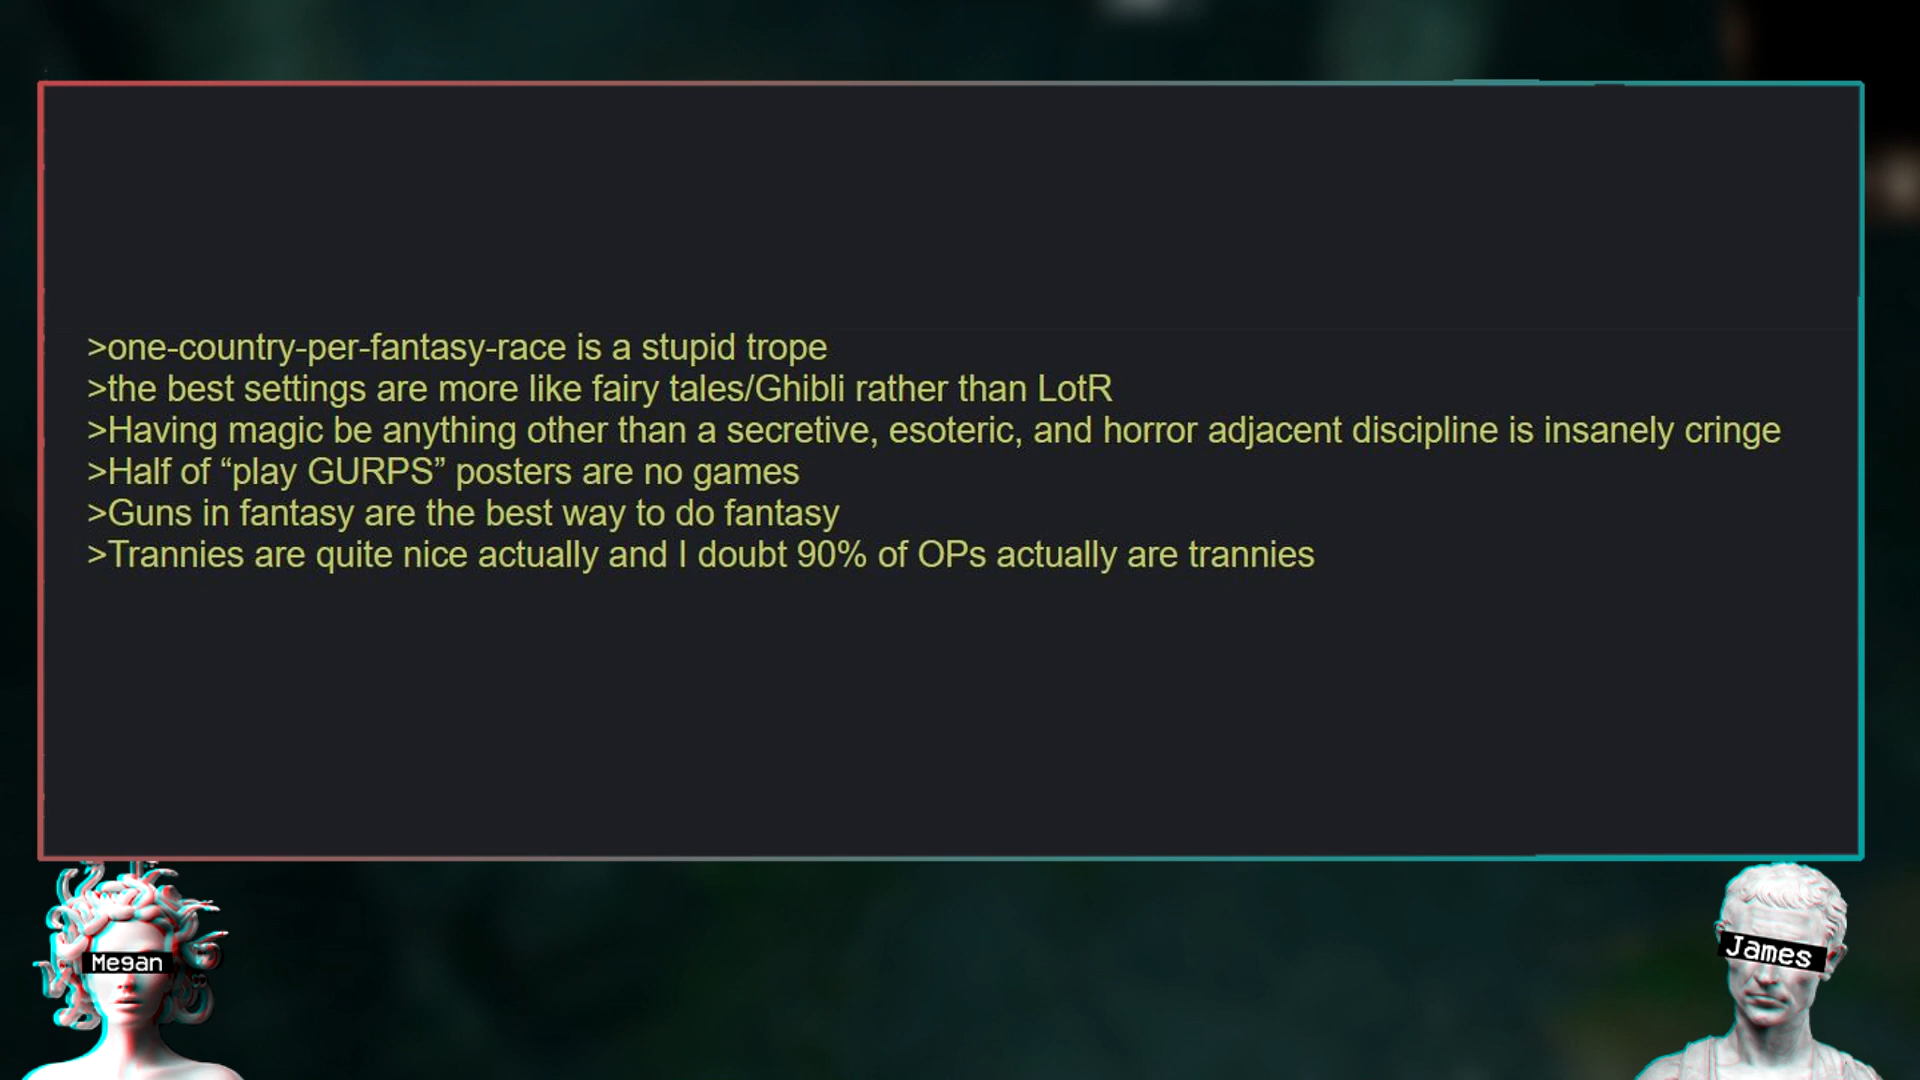 >one-country-per-fantasy-race is a stupid trope
>the best settings are more like fairy tales/Ghibli rather than LotR
>Having magic be anything other than a secretive, esoteric, and horror adjacent discipline is insanely cringe
>Half of “play GURPS” posters are no games
>Guns in fantasy are the best way to do fantasy
>Trannies are quite nice actually and I doubt 90% of OPs actually are trannies
Megan
James